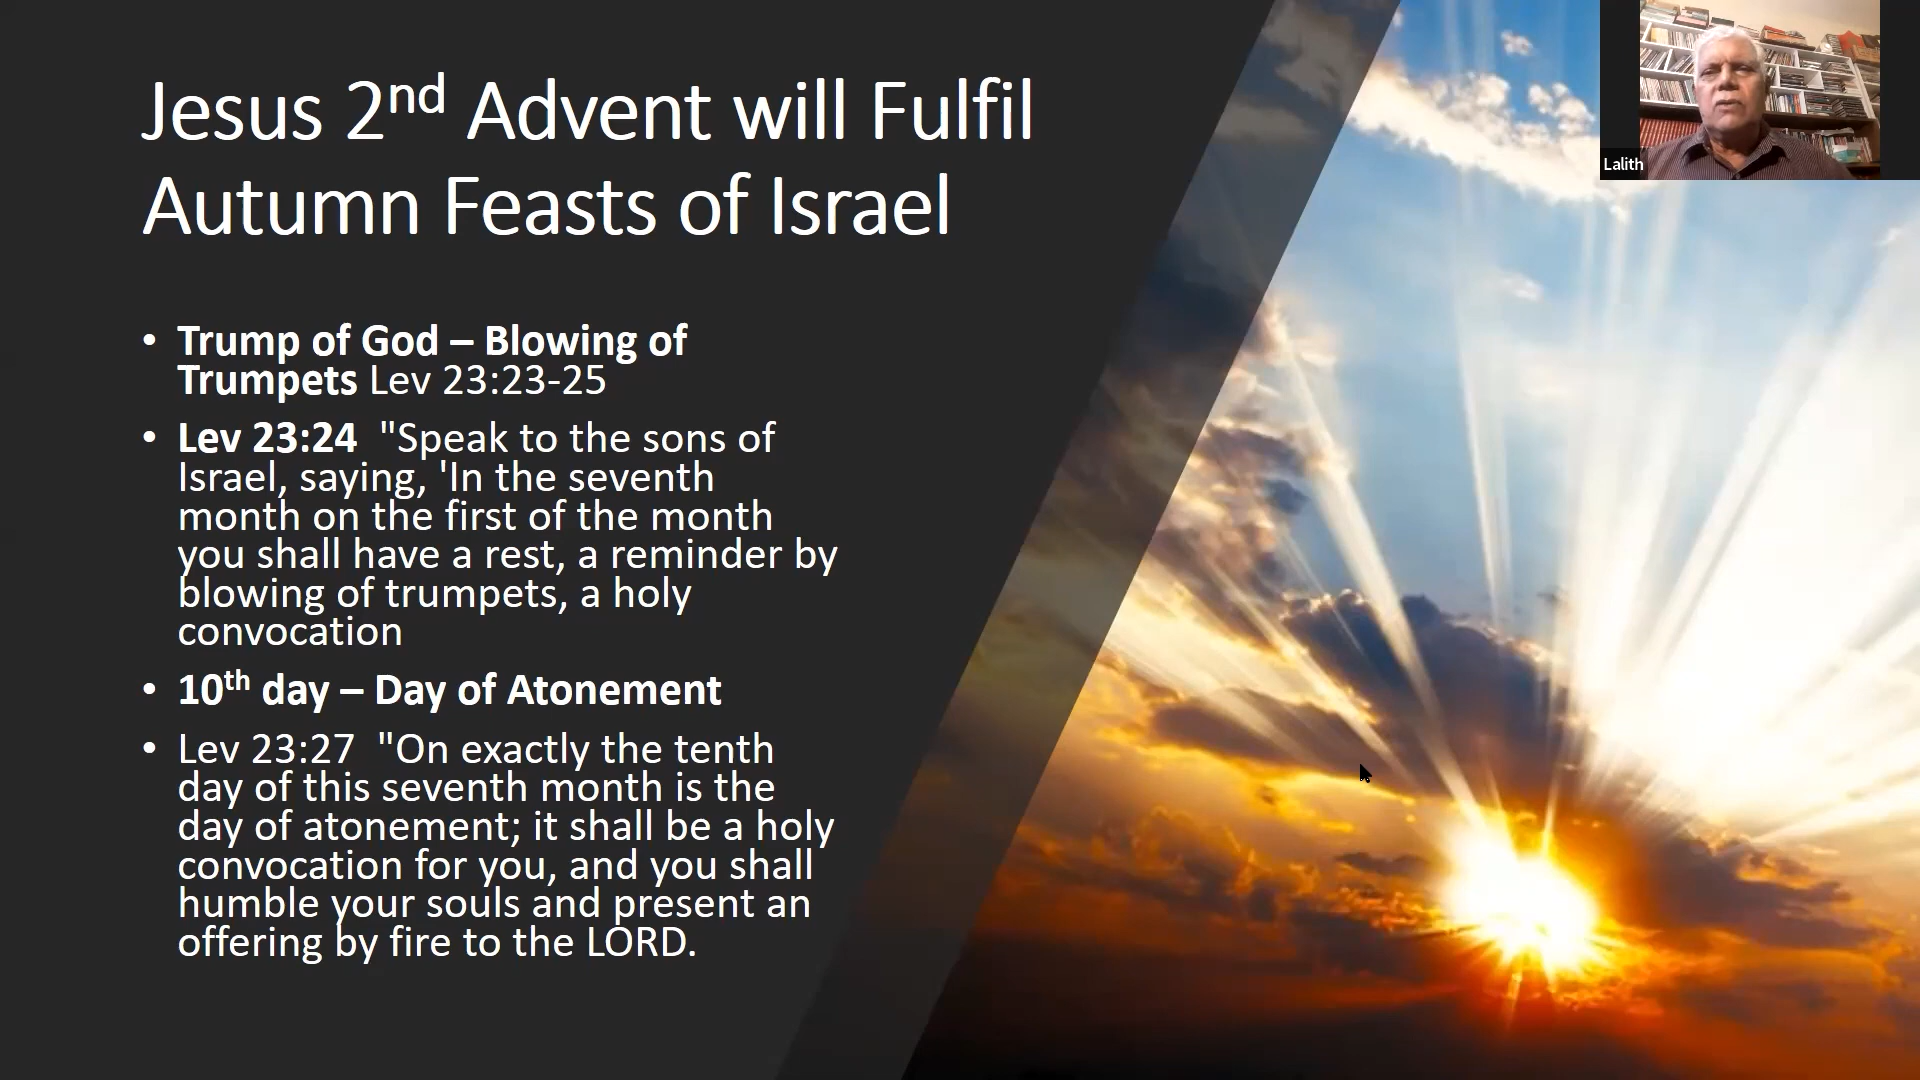 Jesus 2nd Advent will Fulfil
Autumn Feasts of Israel
Lalith
• Trump of God – Blowing of
Trumpets Lev 23:23-25
• Lev 23:24 "Speak to the sons of
Israel, saying, 'In the seventh
month on the first of the month
you shall have a rest, a reminder by
blowing of trumpets, a holy
convocation
• 10th day – Day of Atonement
• Lev 23:27 "On exactly the tenth
day of this seventh month is the
day of atonement; it shall be a holy
convocation for you, and you shall
humble your souls and present an
offering by fire to the LORD.